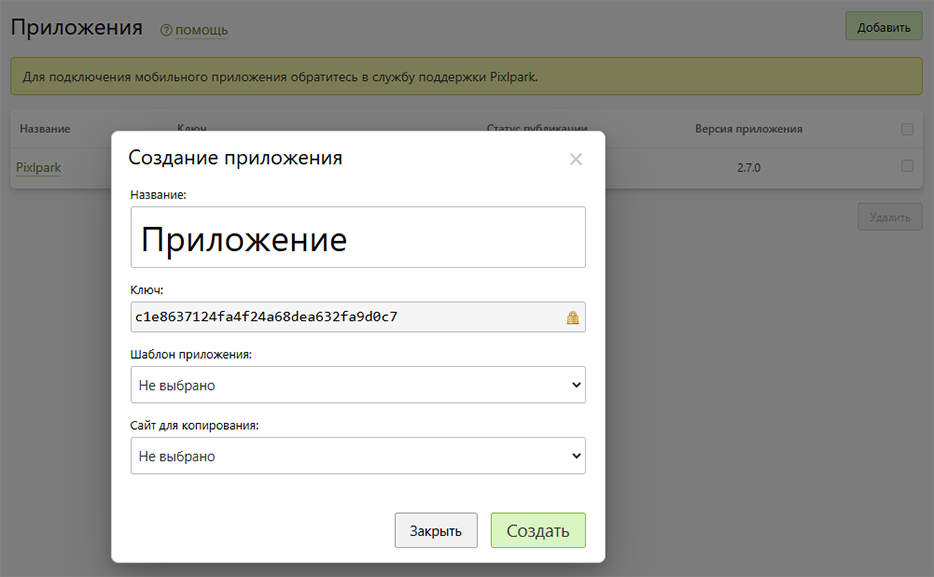 Приложения
помощь
Добавить
Для подключения мобильного приложения обратитесь в службу поддержки Pixlpark.
Название Ключ Статус публикации Версия приложения
Pixlpark 2.7.0
Удалить
Создание приложения
Название:
Приложение
Ключ:
c1e8637124fa4f24a68dea632fa9d0c7
Шаблон приложения:
Не выбрано
Сайт для копирования:
Не выбрано
Закрыть Создать